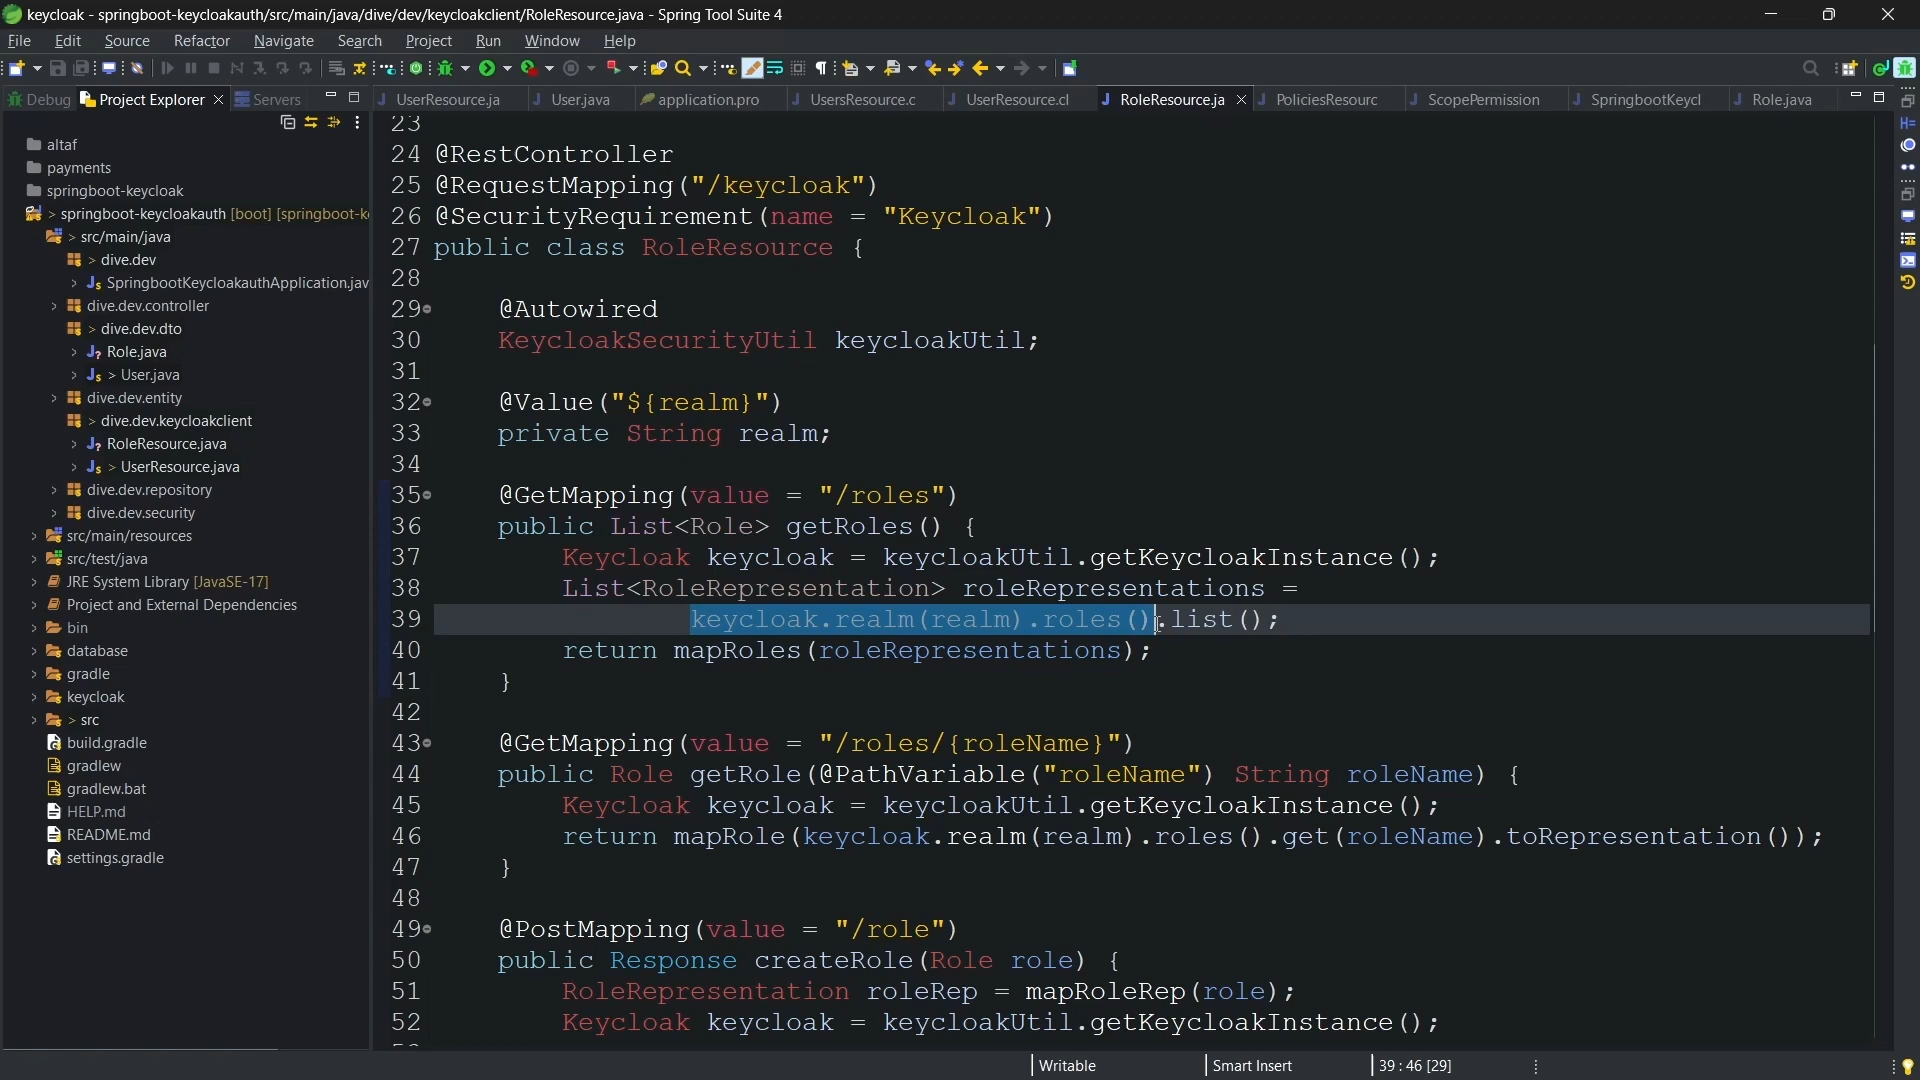 keycloak - springboot-keycloakauth/src/main/java/dive/dev/keycloakclient/RoleResource.java - Spring Tool Suite 4
File Edit Source Refactor Navigate Search Project Run Window Help
Debug Project Explorer Servers
UserResource.ja User.java application.pro UsersResource.c UserResource.cl RoleResource.ja PoliciesResourc ScopePermission SpringbootKeycl Role.java
altaf
payments
springboot-keycloak
> springboot-keycloakauth [boot] [springboot-k
> src/main/java
> dive.dev
SpringbootKeycloakauthApplication.jav
dive.dev.controller
> dive.dev.dto
Role.java
> User.java
dive.dev.entity
> dive.dev.keycloakclient
RoleResource.java
> UserResource.java
dive.dev.repository
dive.dev.security
src/main/resources
src/test/java
JRE System Library [JavaSE-17]
Project and External Dependencies
bin
database
gradle
keycloak
> src
build.gradle
gradlew
gradlew.bat
HELP.md
README.md
settings.gradle
23
24 @RestController
25 @RequestMapping("/keycloak")
26 @SecurityRequirement(name = "Keycloak")
27 public class RoleResource {
28
29 @Autowired
30 KeycloakSecurityUtil keycloakUtil;
31
32 @Value("${realm}")
33 private String realm;
34
35 @GetMapping(value = "/roles")
36 public List<Role> getRoles() {
37 Keycloak keycloak = keycloakUtil.getKeycloakInstance();
38 List<RoleRepresentation> roleRepresentations =
39 keycloak.realm(realm).roles().list();
40 return mapRoles(roleRepresentations);
41 }
42
43 @GetMapping(value = "/roles/{roleName}")
44 public Role getRole(@PathVariable("roleName") String roleName) {
45 Keycloak keycloak = keycloakUtil.getKeycloakInstance();
46 return mapRole(keycloak.realm(realm).roles().get(roleName).toRepresentation());
47 }
48
49 @PostMapping(value = "/role")
50 public Response createRole(Role role) {
51 RoleRepresentation roleRep = mapRoleRep(role);
52 Keycloak keycloak = keycloakUtil.getKeycloakInstance();
Writable Smart Insert 39 : 46 [29]